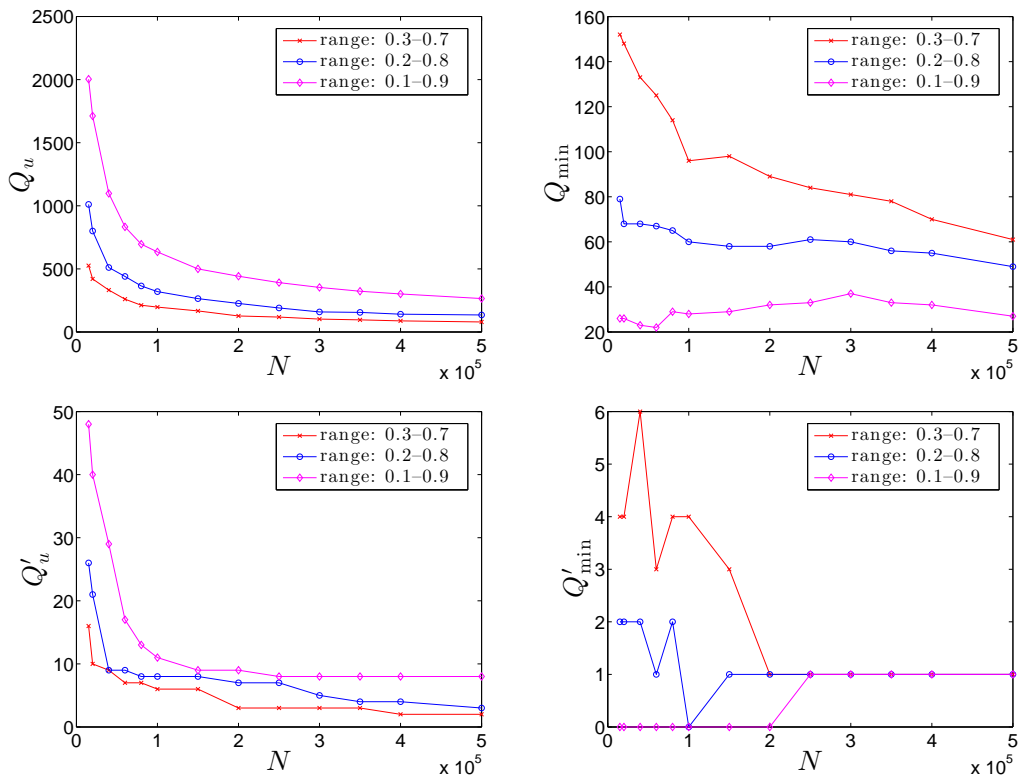 2500
2000
1500
1000
500
0
Q_u
range: 0.3–0.7
range: 0.2–0.8
range: 0.1–0.9
0 1 2 3 4 5
N
x 10^5
160
140
120
100
80
60
40
20
Q_min
range: 0.3–0.7
range: 0.2–0.8
range: 0.1–0.9
0 1 2 3 4 5
N
x 10^5
50
40
30
20
10
0
Q'_u
range: 0.3–0.7
range: 0.2–0.8
range: 0.1–0.9
0 1 2 3 4 5
N
x 10^5
6
5
4
3
2
1
0
Q'_min
range: 0.3–0.7
range: 0.2–0.8
range: 0.1–0.9
0 1 2 3 4 5
N
x 10^5